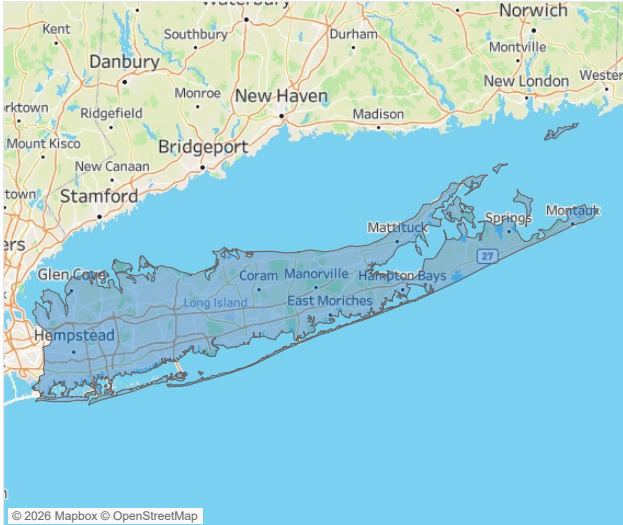 Waterbury
Norwich
Kent
Southbury
Durham
Montville
Danbury
New London
Wester
Monroe
New Haven
Madison
rktown
Ridgefield
Mount Kisco
Bridgeport
New Canaan
town
Stamford
ers
Montauk
Springs
Mattituck
27
Glen Cove
Coram
Manorville
Hampton Bays
Long Island
East Moriches
Hempstead
© 2026 Mapbox © OpenStreetMap